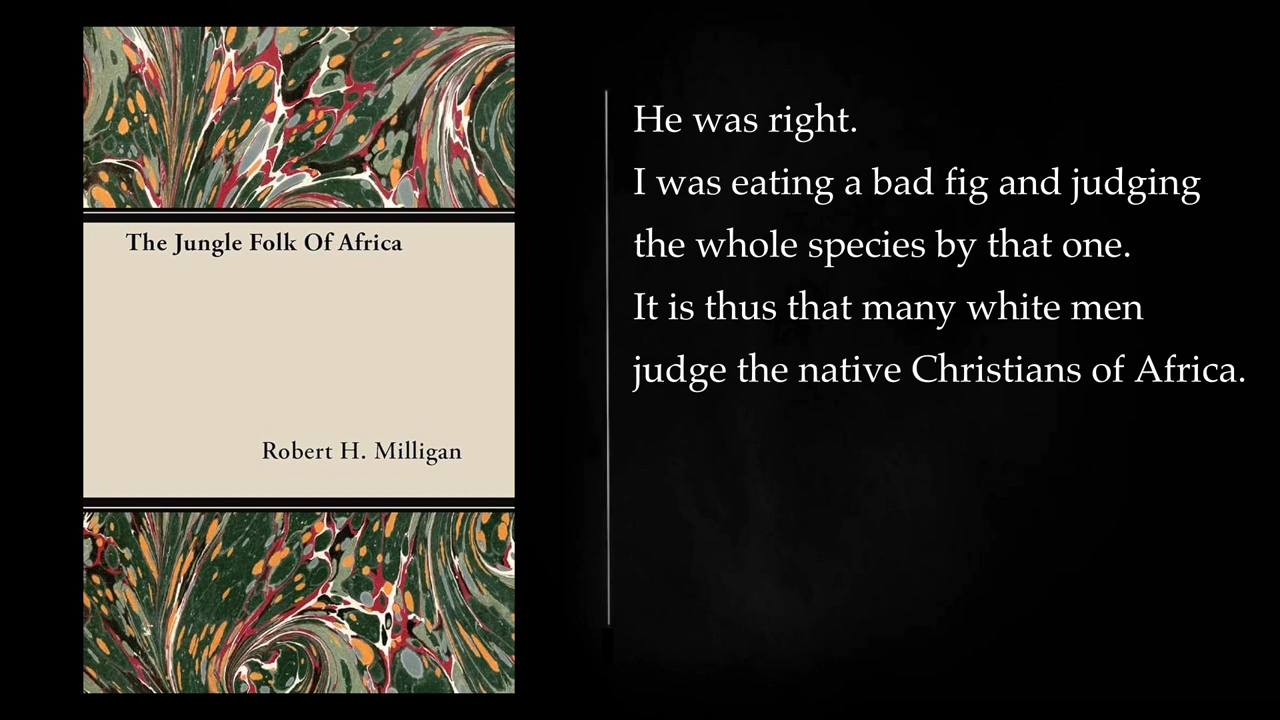 The Jungle Folk Of Africa
Robert H. Milligan
He was right.
I was eating a bad fig and judging
the whole species by that one.
It is thus that many white men
judge the native Christians of Africa.